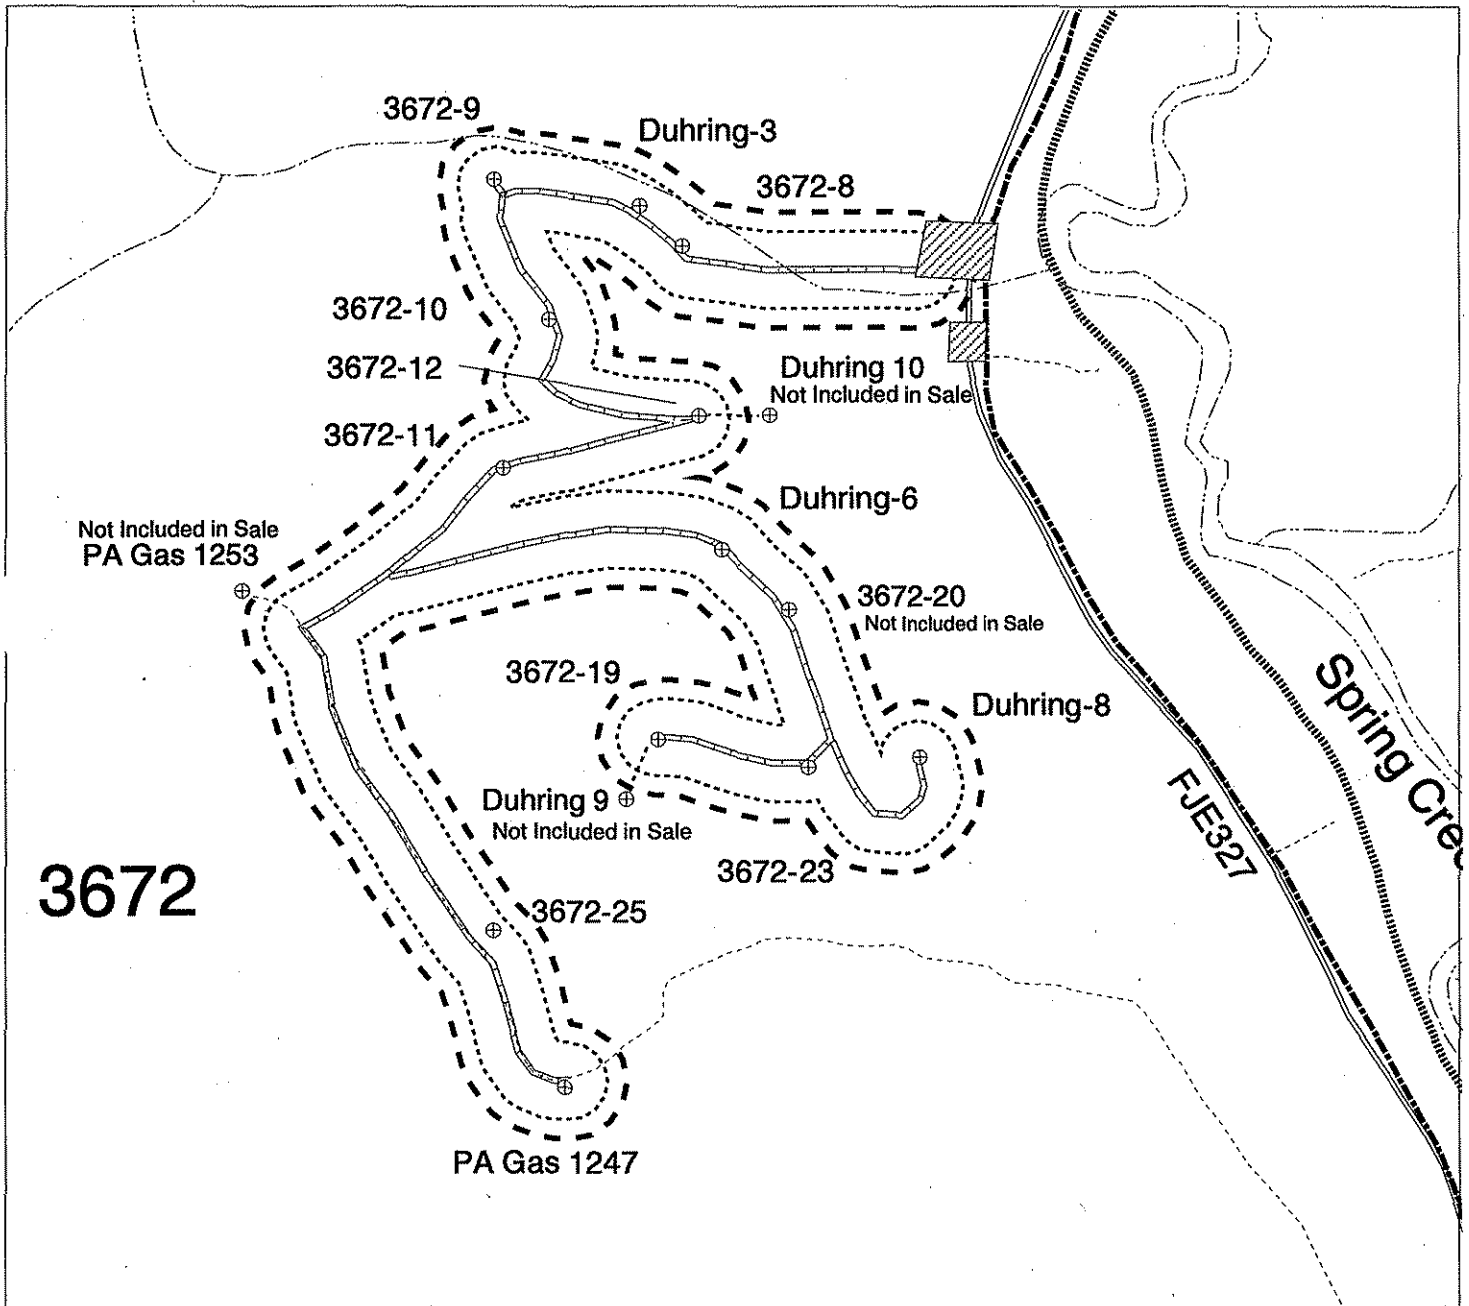 3672-9
Duhring-3
3672-8
3672-10
3672-12
Duhring 10
Not Included in Sale
3672-11
Duhring-6
Not Included in Sale
PA Gas 1253
3672-20
Not Included in Sale
3672-19
Duhring-8
Spring Cree
FJE327
Duhring 9
Not Included in Sale
3672-23
3672
3672-25
PA Gas 1247